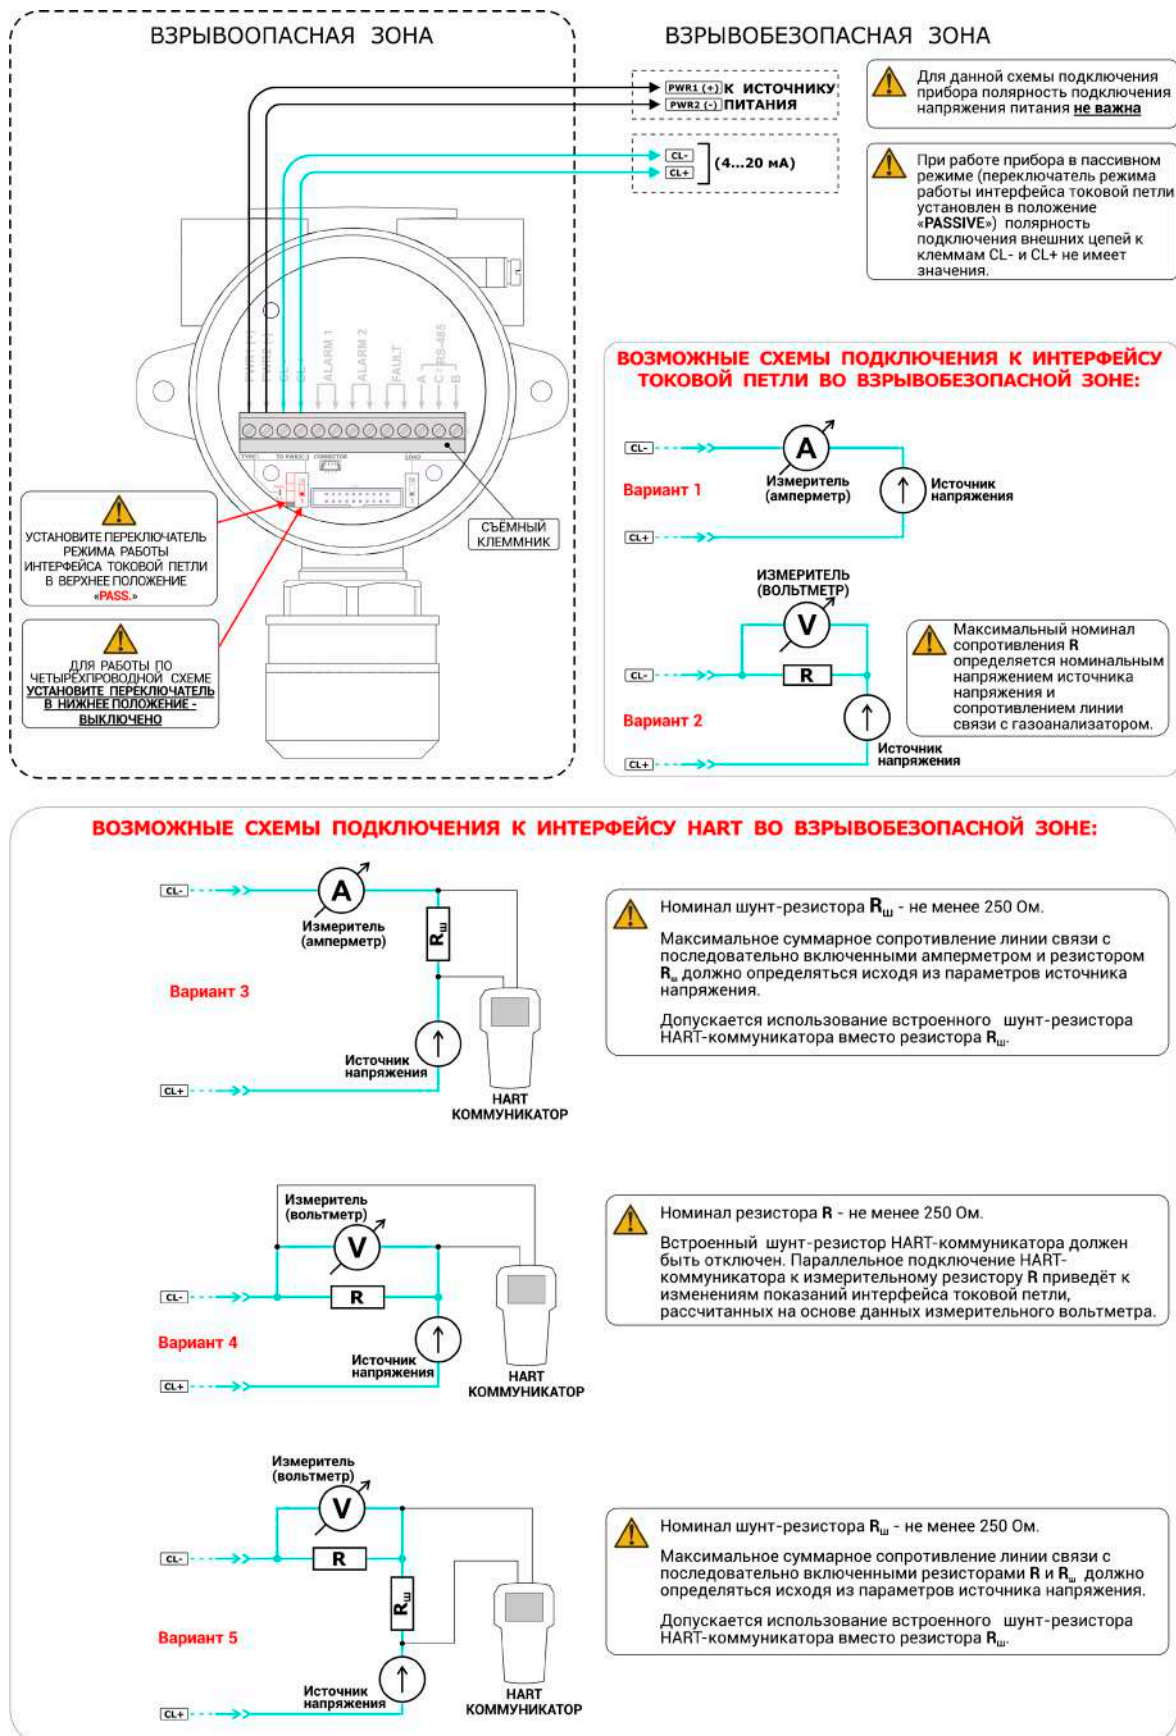 ВЗРЫВООПАСНАЯ ЗОНА
ВЗРЫВОБЕЗОПАСНАЯ ЗОНА
PWR1 (+) К ИСТОЧНИКУ
PWR2 (-) ПИТАНИЯ
CL-
CL+
(4...20 мА)
Для данной схемы подключения
прибора полярность подключения
напряжения питания не важна
При работе прибора в пассивном
режиме (переключатель режима
работы интерфейса токовой петли
установлен в положение
«PASSIVE») полярность
подключения внешних цепей к
клеммам CL- и CL+ не имеет
значения.
ALARM 1
ALARM 2
FAULT
A
C
B
RS-485
TO PWR2(-)
CONNECTOR
LOAD
СЪЁМНЫЙ
КЛЕММНИК
УСТАНОВИТЕ ПЕРЕКЛЮЧАТЕЛЬ
РЕЖИМА РАБОТЫ
ИНТЕРФЕЙСА ТОКОВОЙ ПЕТЛИ
В ВЕРХНЕЕ ПОЛОЖЕНИЕ
«PASS.»
ДЛЯ РАБОТЫ ПО
ЧЕТЫРЁХПРОВОДНОЙ СХЕМЕ
УСТАНОВИТЕ ПЕРЕКЛЮЧАТЕЛЬ
В НИЖНЕЕ ПОЛОЖЕНИЕ -
ВЫКЛЮЧЕНО
ВОЗМОЖНЫЕ СХЕМЫ ПОДКЛЮЧЕНИЯ К ИНТЕРФЕЙСУ
ТОКОВОЙ ПЕТЛИ ВО ВЗРЫВОБЕЗОПАСНОЙ ЗОНЕ:
CL-
A
Измеритель
(амперметр)
Источник
напряжения
Вариант 1
CL+
ИЗМЕРИТЕЛЬ
(ВОЛЬТМЕТР)
V
CL-
R
Вариант 2
Источник
напряжения
CL+
Максимальный номинал
сопротивления R
определяется номинальным
напряжением источника
напряжения и
сопротивлением линии
связи с газоанализатором.
ВОЗМОЖНЫЕ СХЕМЫ ПОДКЛЮЧЕНИЯ К ИНТЕРФЕЙСУ HART ВО ВЗРЫВОБЕЗОПАСНОЙ ЗОНЕ:
CL-
A
Измеритель
(амперметр)
Rш
Вариант 3
Источник
напряжения
CL+
HART
КОММУНИКАТОР
Номинал шунт-резистора Rш - не менее 250 Ом.
Максимальное суммарное сопротивление линии связи с
последовательно включенными амперметром и резистором
Rш должно определяться исходя из параметров источника
напряжения.
Допускается использование встроенного шунт-резистора
HART-коммуникатора вместо резистора Rш.
Измеритель
(вольтметр)
V
CL-
R
Вариант 4
Источник
напряжения
CL+
HART
КОММУНИКАТОР
Номинал резистора R - не менее 250 Ом.
Встроенный шунт-резистор HART-коммуникатора должен
быть отключен. Параллельное подключение HART-
коммуникатора к измерительному резистору R приведёт к
изменениям показаний интерфейса токовой петли,
рассчитанных на основе данных измерительного вольтметра.
Измеритель
(вольтметр)
V
CL-
R
Rш
Вариант 5
Источник
напряжения
CL+
HART
КОММУНИКАТОР
Номинал шунт-резистора Rш - не менее 250 Ом.
Максимальное суммарное сопротивление линии связи с
последовательно включенными резисторами R и Rш должно
определяться исходя из параметров источника напряжения.
Допускается использование встроенного шунт-резистора
HART-коммуникатора вместо резистора Rш.